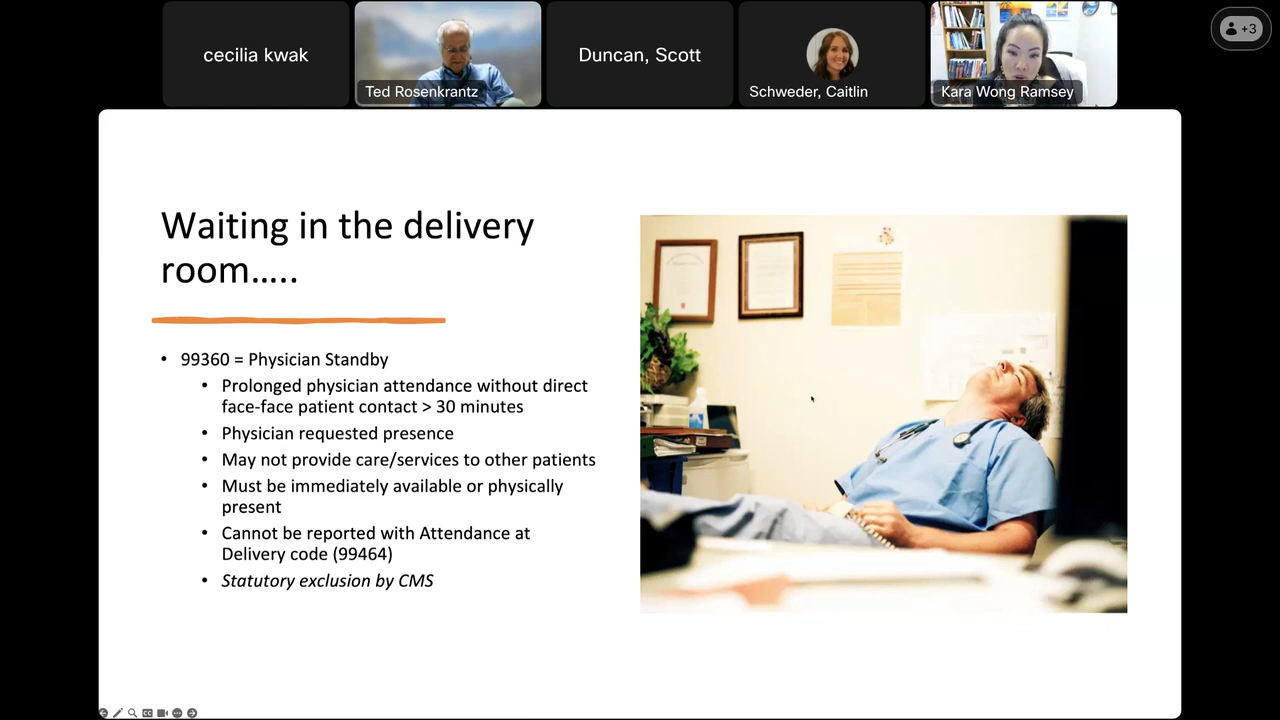 cecilia kwak
Ted Rosenkrantz
Duncan, Scott
Schweder, Caitlin
Kara Wong Ramsey
+3
Waiting in the delivery
room.....
• 99360 = Physician Standby
• Prolonged physician attendance without direct
face-face patient contact > 30 minutes
• Physician requested presence
• May not provide care/services to other patients
• Must be immediately available or physically
present
• Cannot be reported with Attendance at
Delivery code (99464)
• Statutory exclusion by CMS